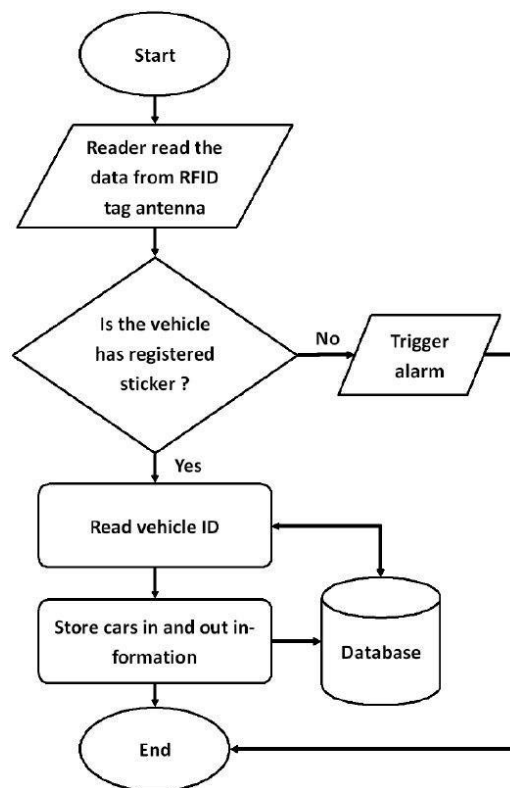 Start
Reader read the
data from RFID
tag antenna
Is the vehicle
has registered
sticker ?
No
Trigger
alarm
Yes
Read vehicle ID
Store cars in and out in-
formation
Database
End